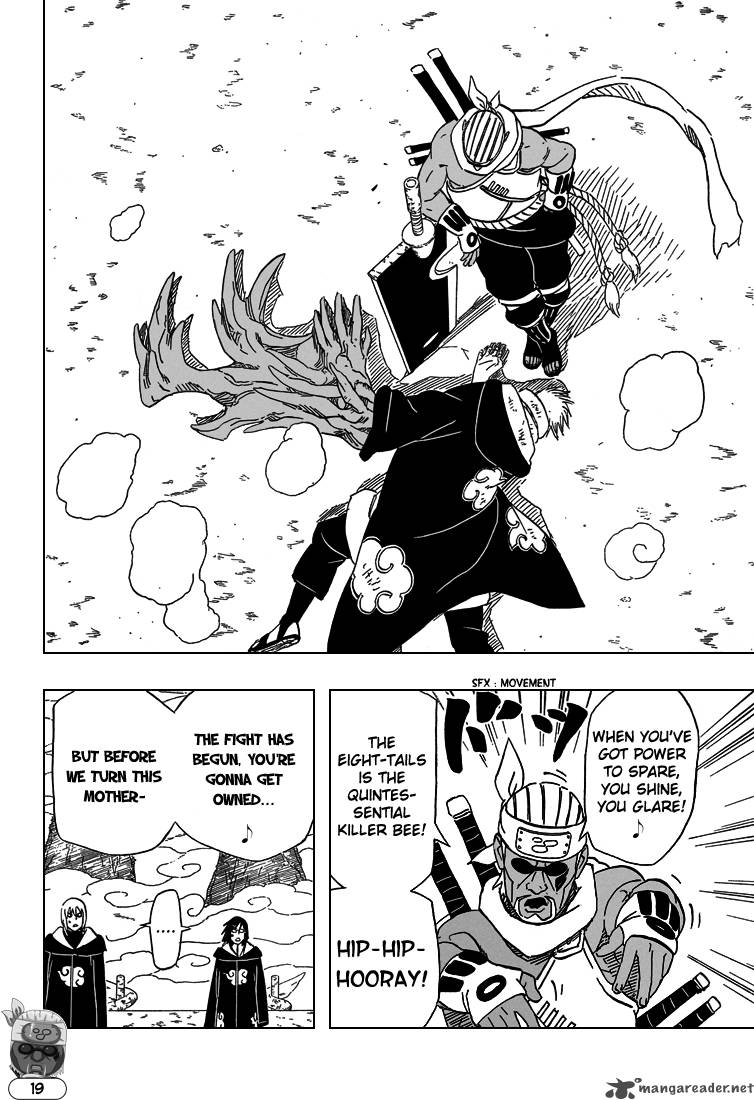 SFX : MOVEMENT
WHEN YOU'VE
GOT POWER
TO SPARE,
YOU SHINE,
YOU GLARE!
♪
THE
EIGHT-TAILS
IS THE
QUINTES-
SENTIAL
KILLER BEE!
HIP-HIP-
HOORAY!
THE FIGHT HAS
BEGUN, YOU'RE
GONNA GET
OWNED...
♪
BUT BEFORE
WE TURN THIS
MOTHER-
....
19
mangareader.net